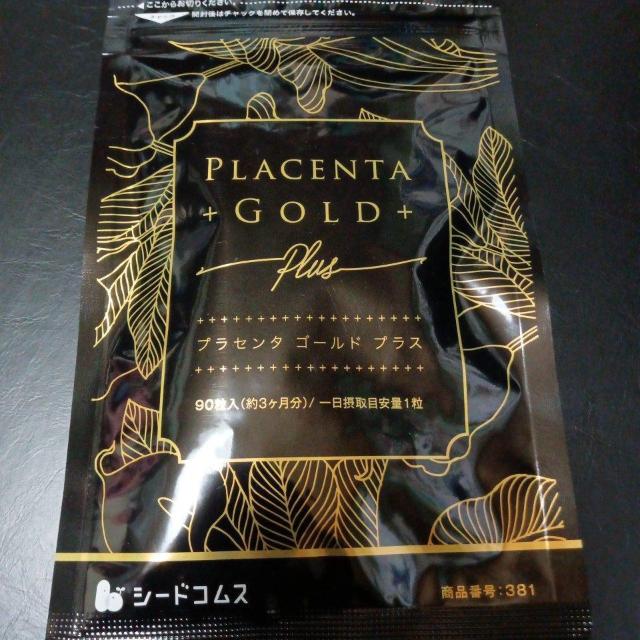 ◀ここからお切りください。
開封後はチャックを閉めて保存してください。
PLACENTA
+GOLD+
Plus
プラセンタ ゴールド プラス
90粒入(約3ヶ月分)/ 一日摂取目安量1粒
シードコムス
商品番号:381